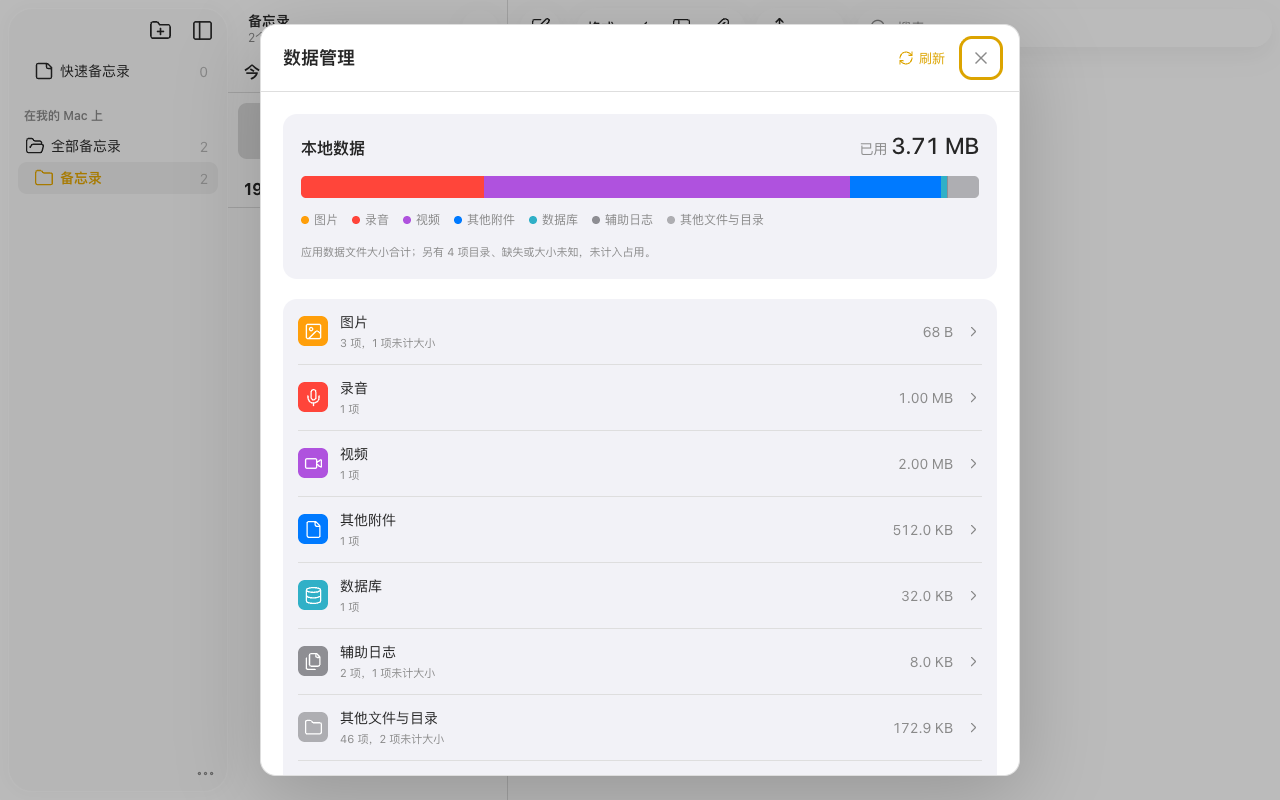 备忘录
快速备忘录 0
在我的 Mac 上
全部备忘录 2
备忘录 2
数据管理
刷新
本地数据
已用 3.71 MB
图片 录音 视频 其他附件 数据库 辅助日志 其他文件与目录
应用数据文件大小合计；另有 4 项目录、缺失或大小未知，未计入占用。
图片
3 项，1 项未计大小
68 B
录音
1 项
1.00 MB
视频
1 项
2.00 MB
其他附件
1 项
512.0 KB
数据库
1 项
32.0 KB
辅助日志
2 项，1 项未计大小
8.0 KB
其他文件与目录
46 项，2 项未计大小
172.9 KB